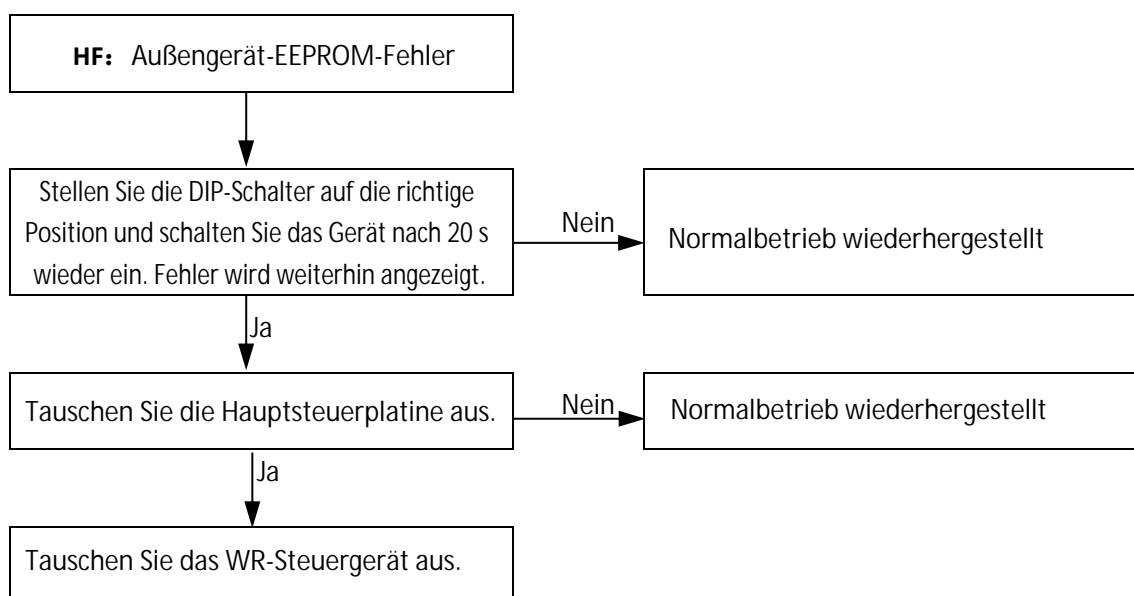 HF： Außengerät-EEPROM-Fehler
Stellen Sie die DIP-Schalter auf die richtige
Position und schalten Sie das Gerät nach 20 s
wieder ein. Fehler wird weiterhin angezeigt.
Nein
Normalbetrieb wiederhergestellt
Ja
Tauschen Sie die Hauptsteuerplatine aus.
Nein
Normalbetrieb wiederhergestellt
Ja
Tauschen Sie das WR-Steuergerät aus.